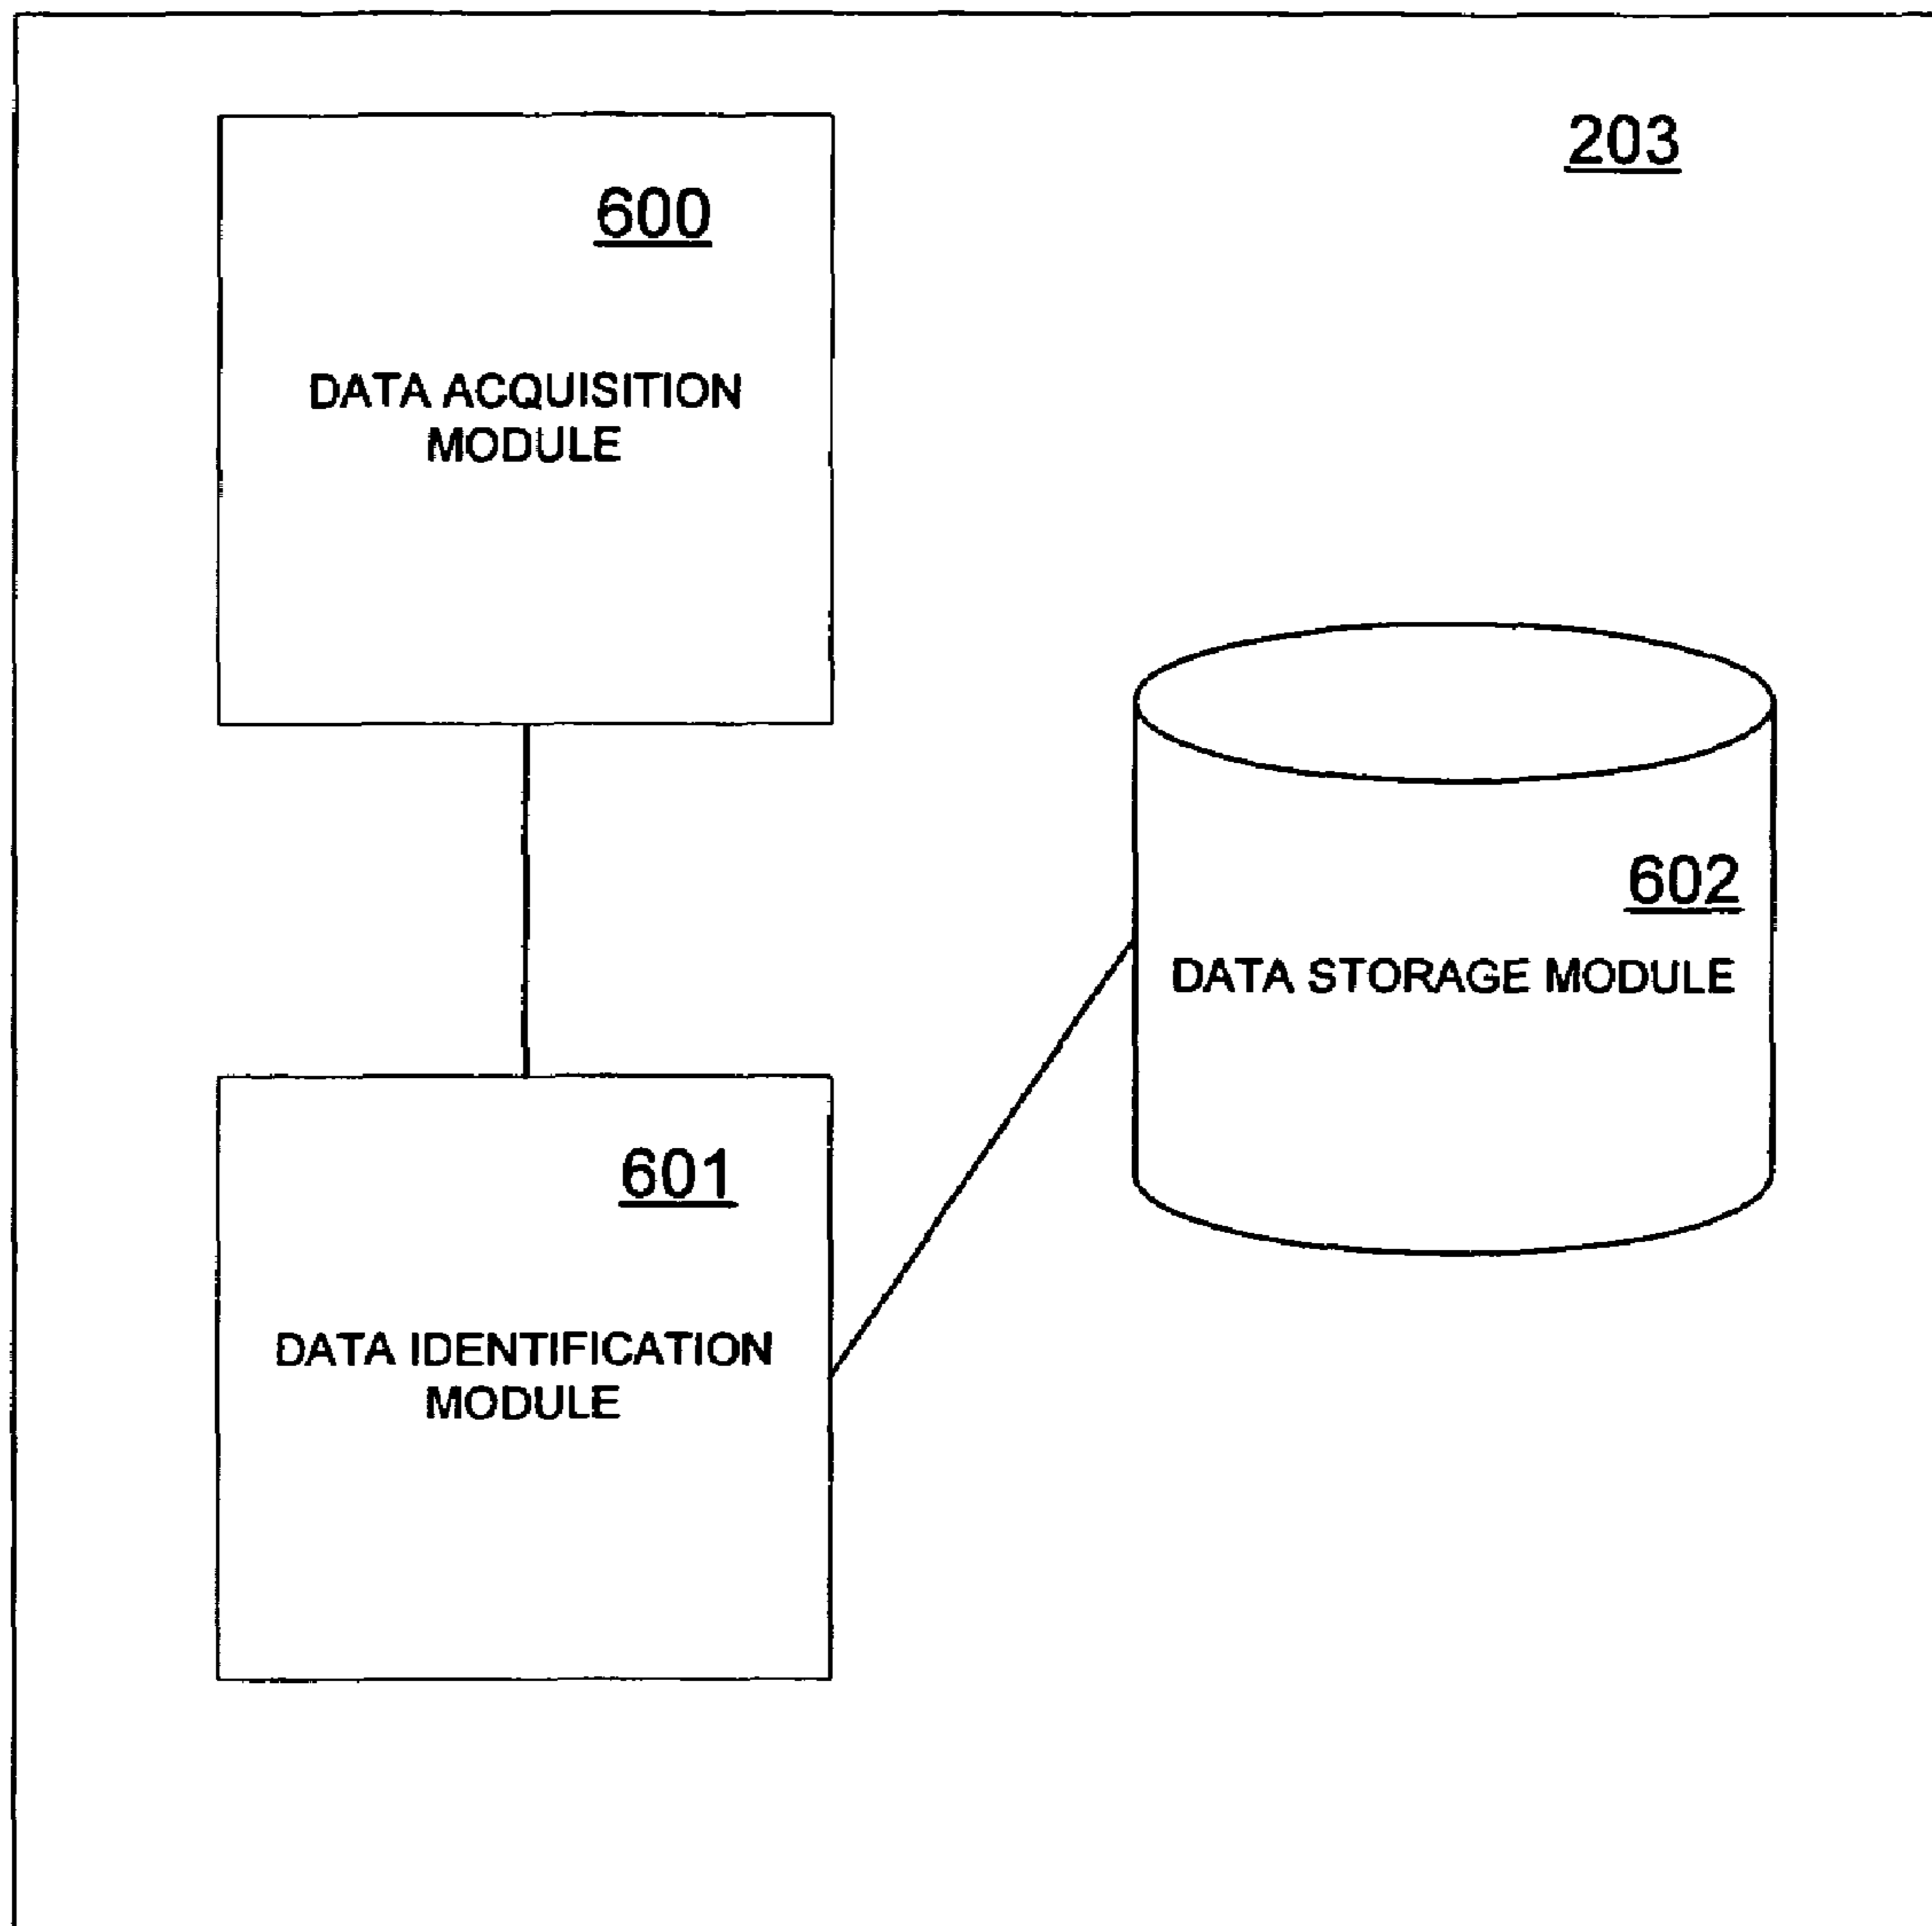 203
600
DATA ACQUISITION
MODULE
602
DATA STORAGE MODULE
601
DATA IDENTIFICATION
MODULE